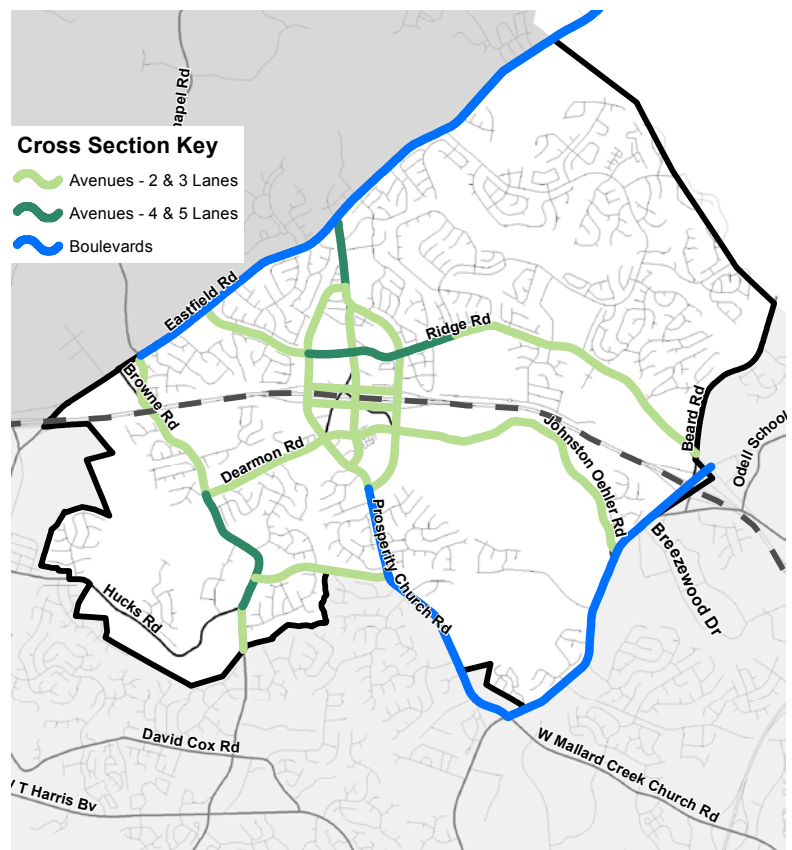 hapel Rd
Cross Section Key
Avenues - 2 & 3 Lanes
Avenues - 4 & 5 Lanes
Boulevards
Eastfield Rd
Ridge Rd
Browne Rd
Beard Rd
Dearmon Rd
Johnston Oehler Rd
Odell School
Prosperity Church Rd
Breezewood Dr
Hucks Rd
David Cox Rd
W Mallard Creek Church Rd
T Harris Bv